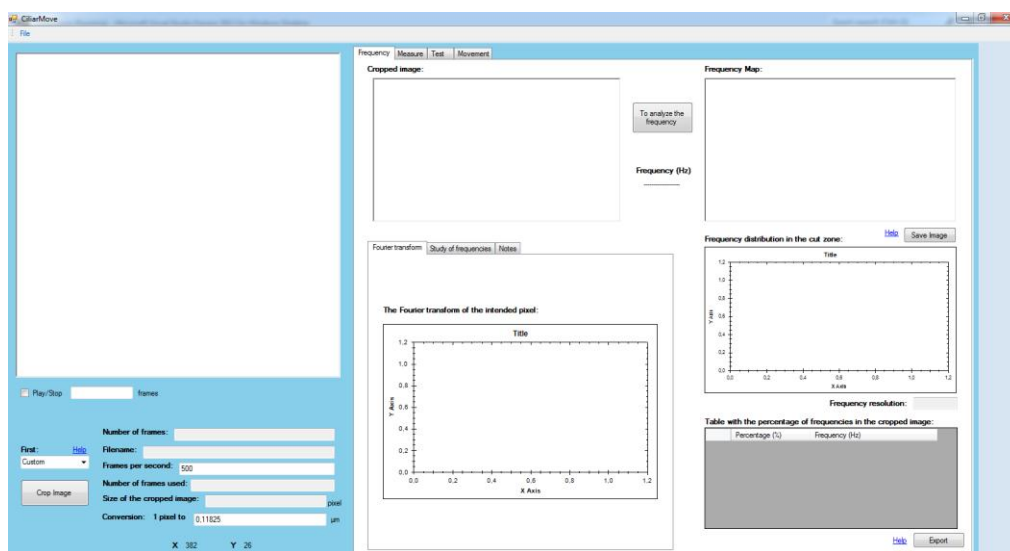 CiliarMove
File
Play/Stop
frames
Number of frames:
First:
Help
Filename:
Custom
Frames per second:
500
Number of frames used:
Crop Image
Size of the cropped image:
pixel
Conversion: 1 pixel to
0,11825
µm
X 382 Y 26
Frequency Measure Test Movement
Cropped image:
To analyze the
frequency
Frequency (Hz)
---------------
Frequency Map:
Help
Save Image
Fourier transform Study of frequencies Notes
The Fourier transform of the intended pixel:
Title
1,2
1,0
0,8
0,6
0,4
0,2
0,0
Y Axis
0,0 0,2 0,4 0,6 0,8 1,0 1,2
X Axis
Frequency distribution in the cut zone:
Title
1,2
1,0
0,8
0,6
0,4
0,2
0,0
Y Axis
0,0 0,2 0,4 0,6 0,8 1,0 1,2
X Axis
Frequency resolution:
Table with the percentage of frequencies in the cropped image:
Percentage (%) Frequency (Hz)
Help
Export